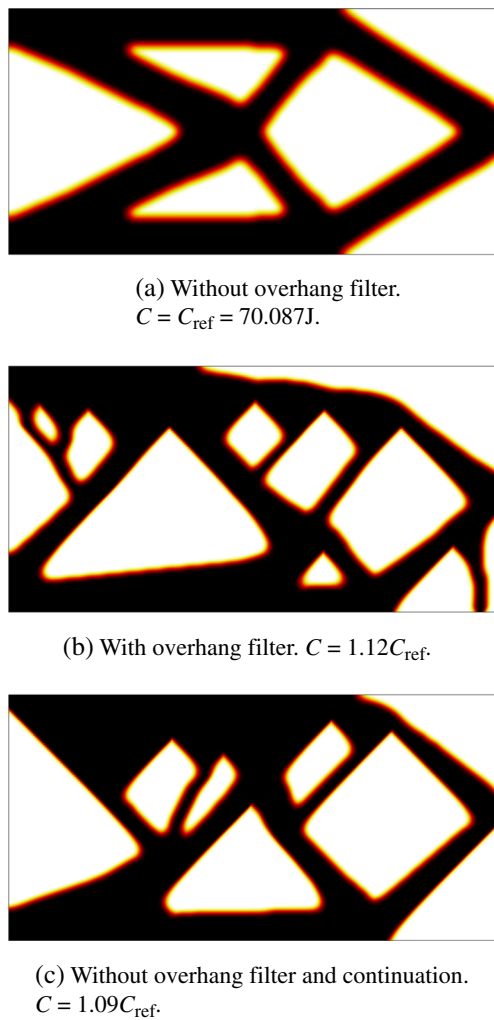 (a) Without overhang filter.
C = C_ref = 70.087J.
(b) With overhang filter. C = 1.12C_ref.
(c) Without overhang filter and continuation.
C = 1.09C_ref.